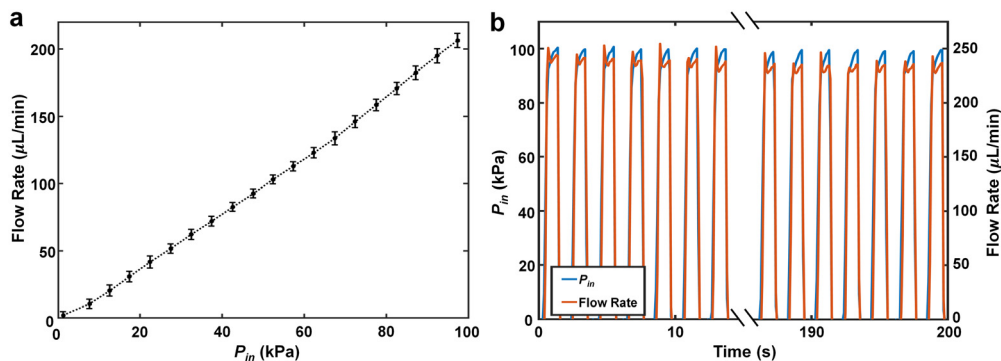 a
Flow Rate (μL/min)
200
150
100
50
0
0 20 40 60 80 100
P_in (kPa)
b
P_in (kPa)
100
80
60
40
20
0
P_in
Flow Rate
0 10 190 200
Time (s)
250
200
150
100
50
0
Flow Rate (μL/min)